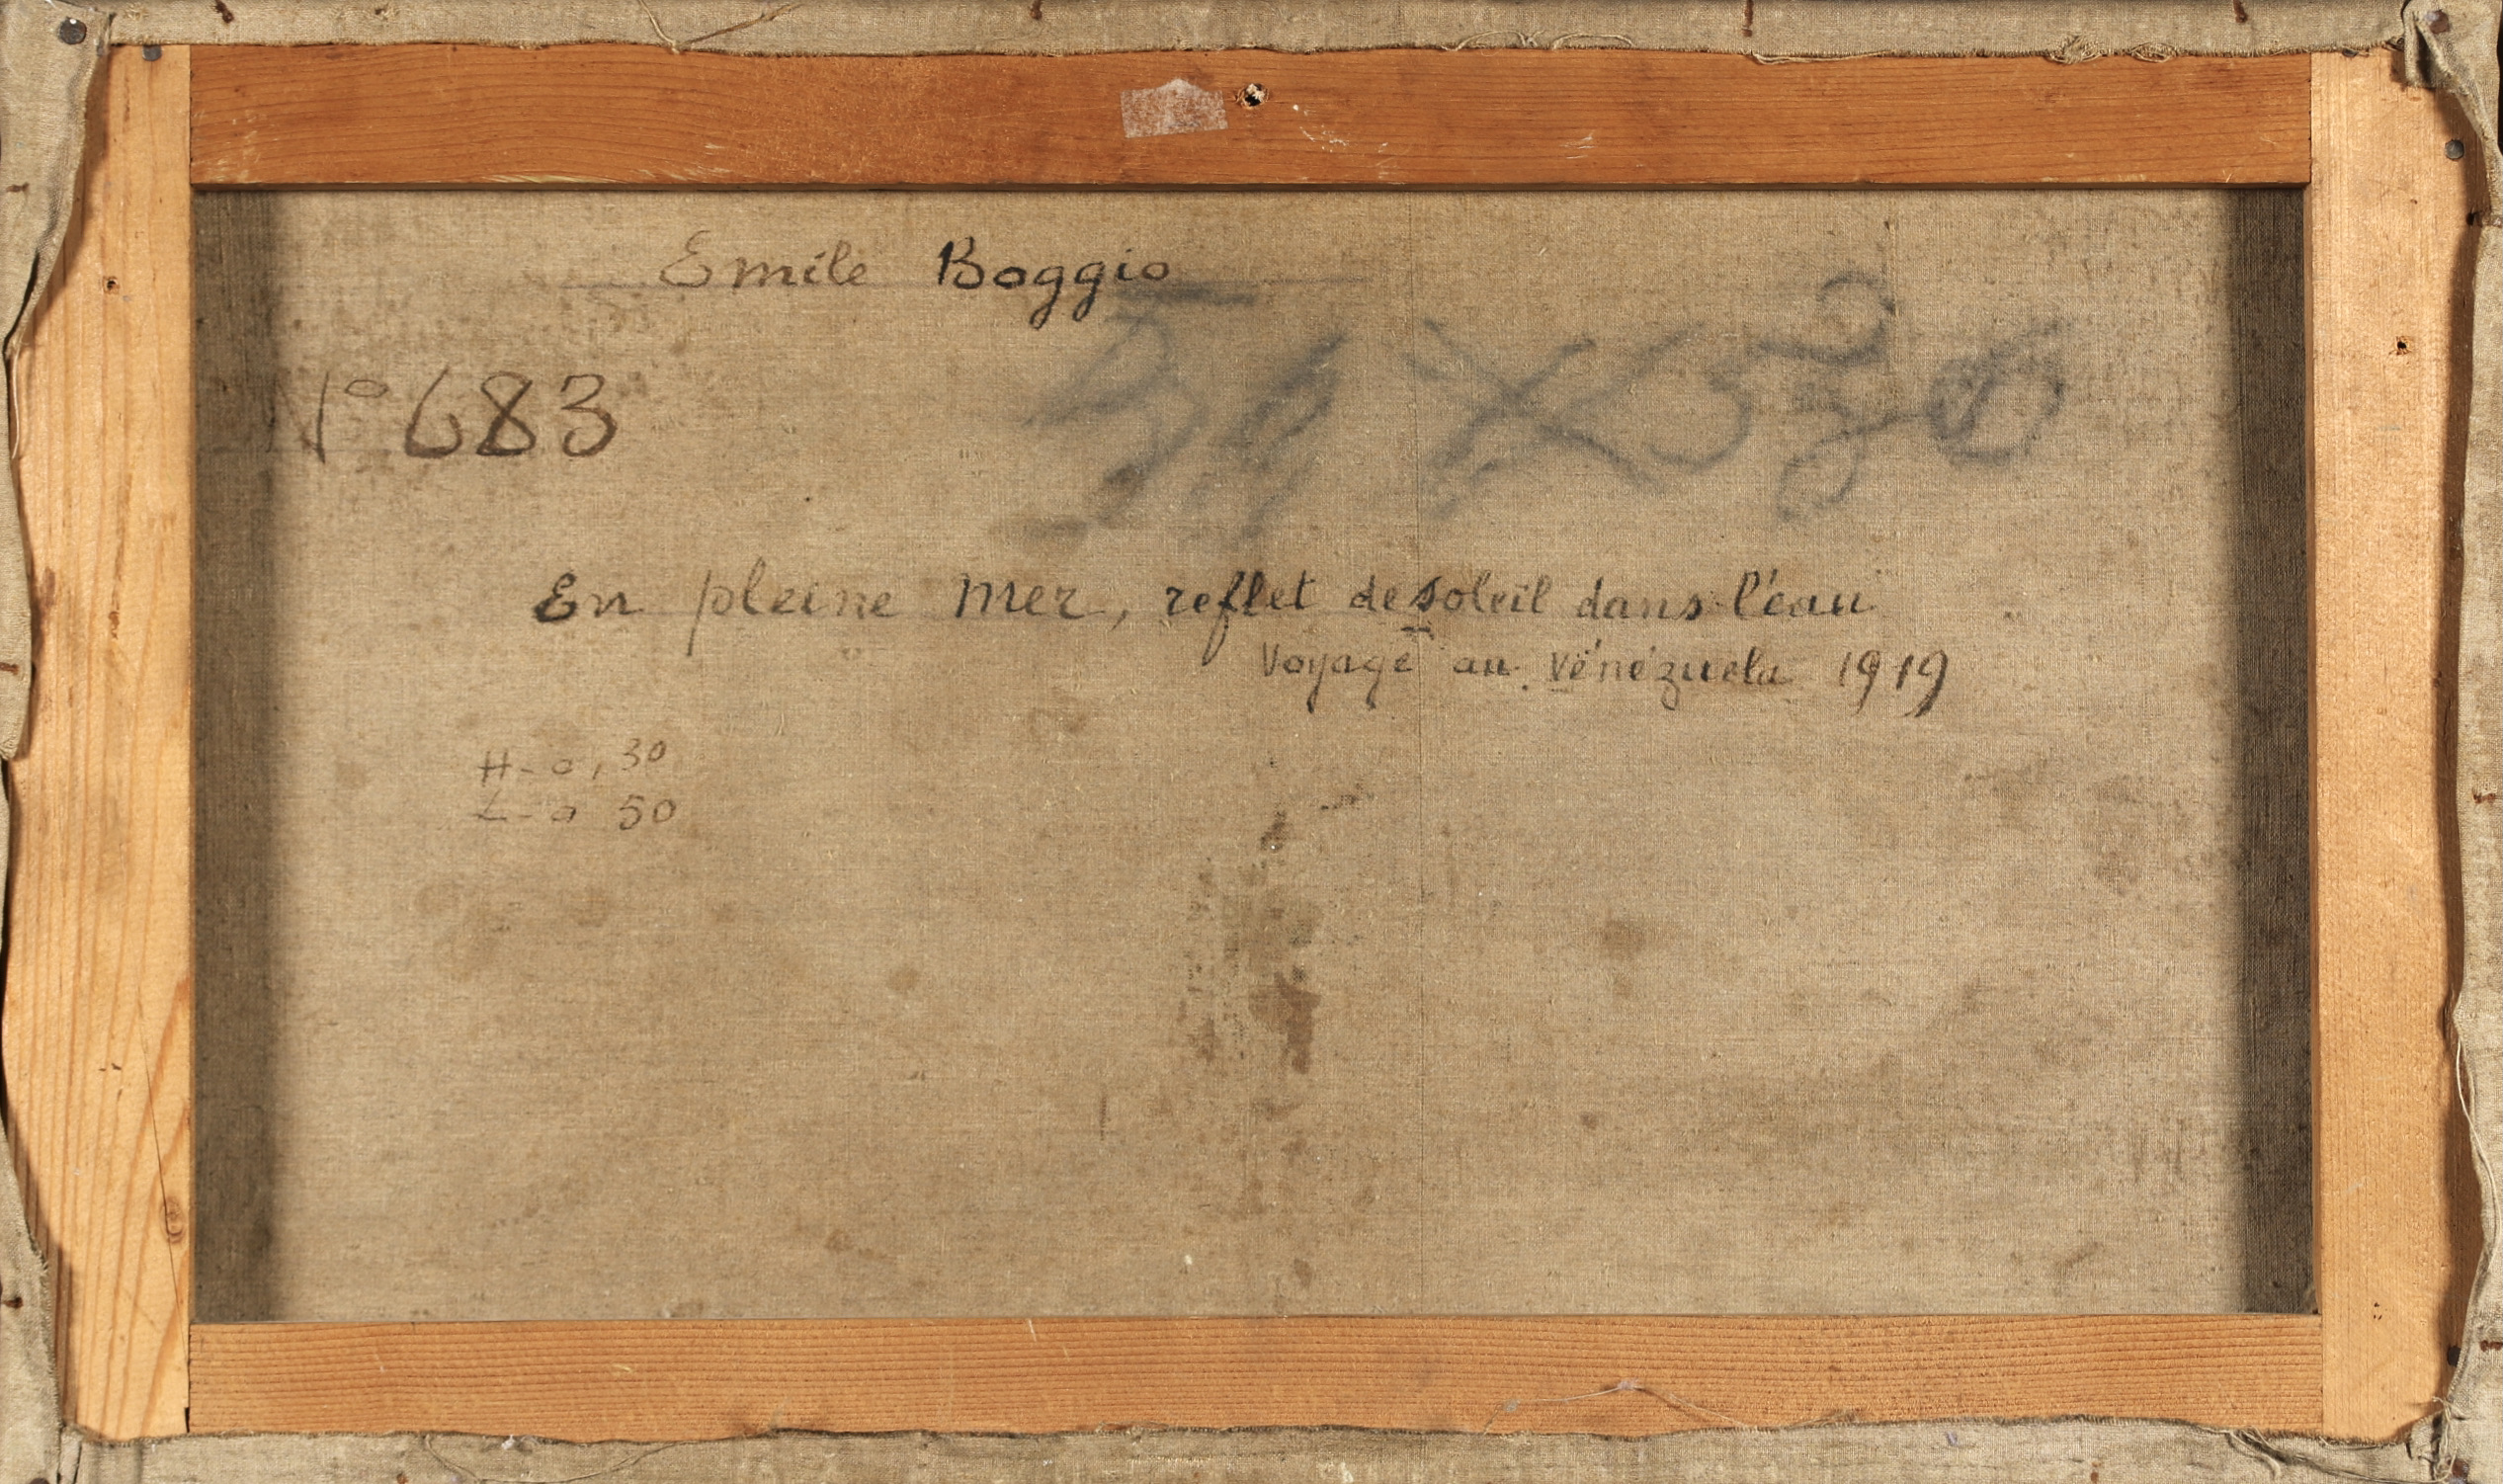 Emile Boggio
N° 683
En pleine mer, reflet de soleil dans l'eau
Voyage au Vénézuela 1919
H - 0,30
L - 0 50